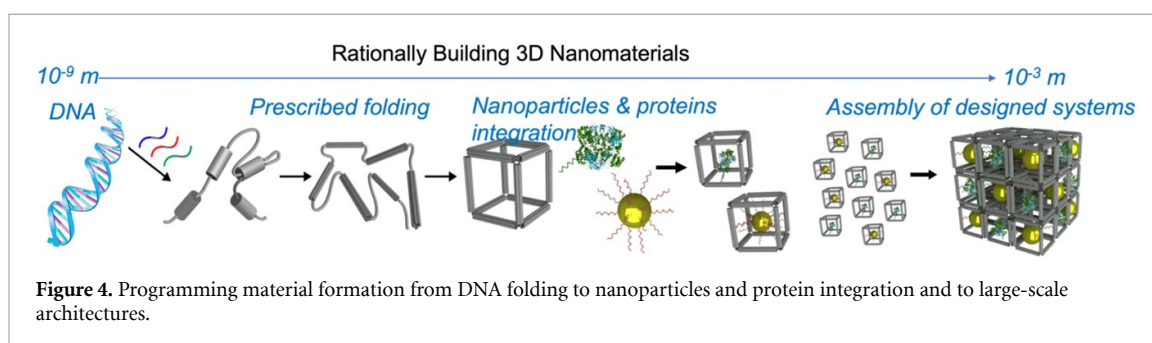 Rationally Building 3D Nanomaterials
10⁻⁹ m
10⁻³ m
DNA
Prescribed folding
Nanoparticles & proteins
integration
Assembly of designed systems
Figure 4. Programming material formation from DNA folding to nanoparticles and protein integration and to large-scale
architectures.